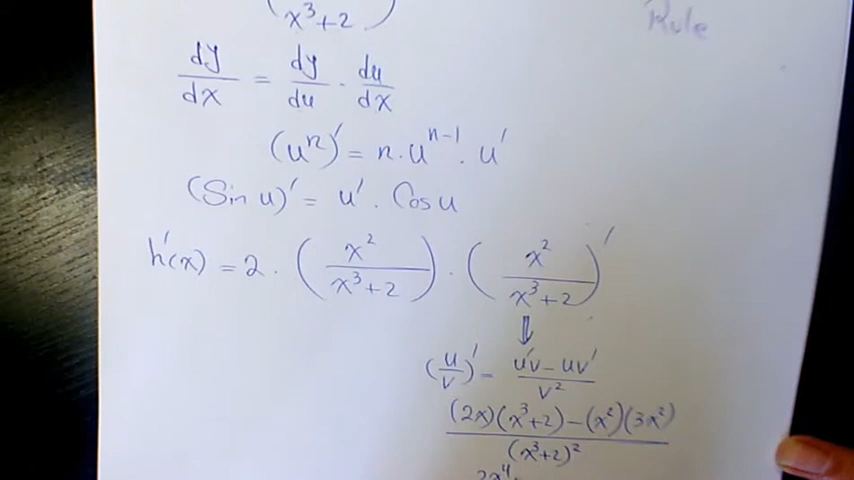 ( x³+2 ) Rule
dy/dx = dy/du · du/dx
(uⁿ)′ = n · uⁿ⁻¹ · u′
(Sin u)′ = u′ · Cos u
h′(x) = 2 · ( x² / x³+2 ) · ( x² / x³+2 )′
⇓
(u/v)′ = u′v − uv′ / v²
(2x)(x³+2) − (x²)(3x²) / (x³+2)²
2x⁴